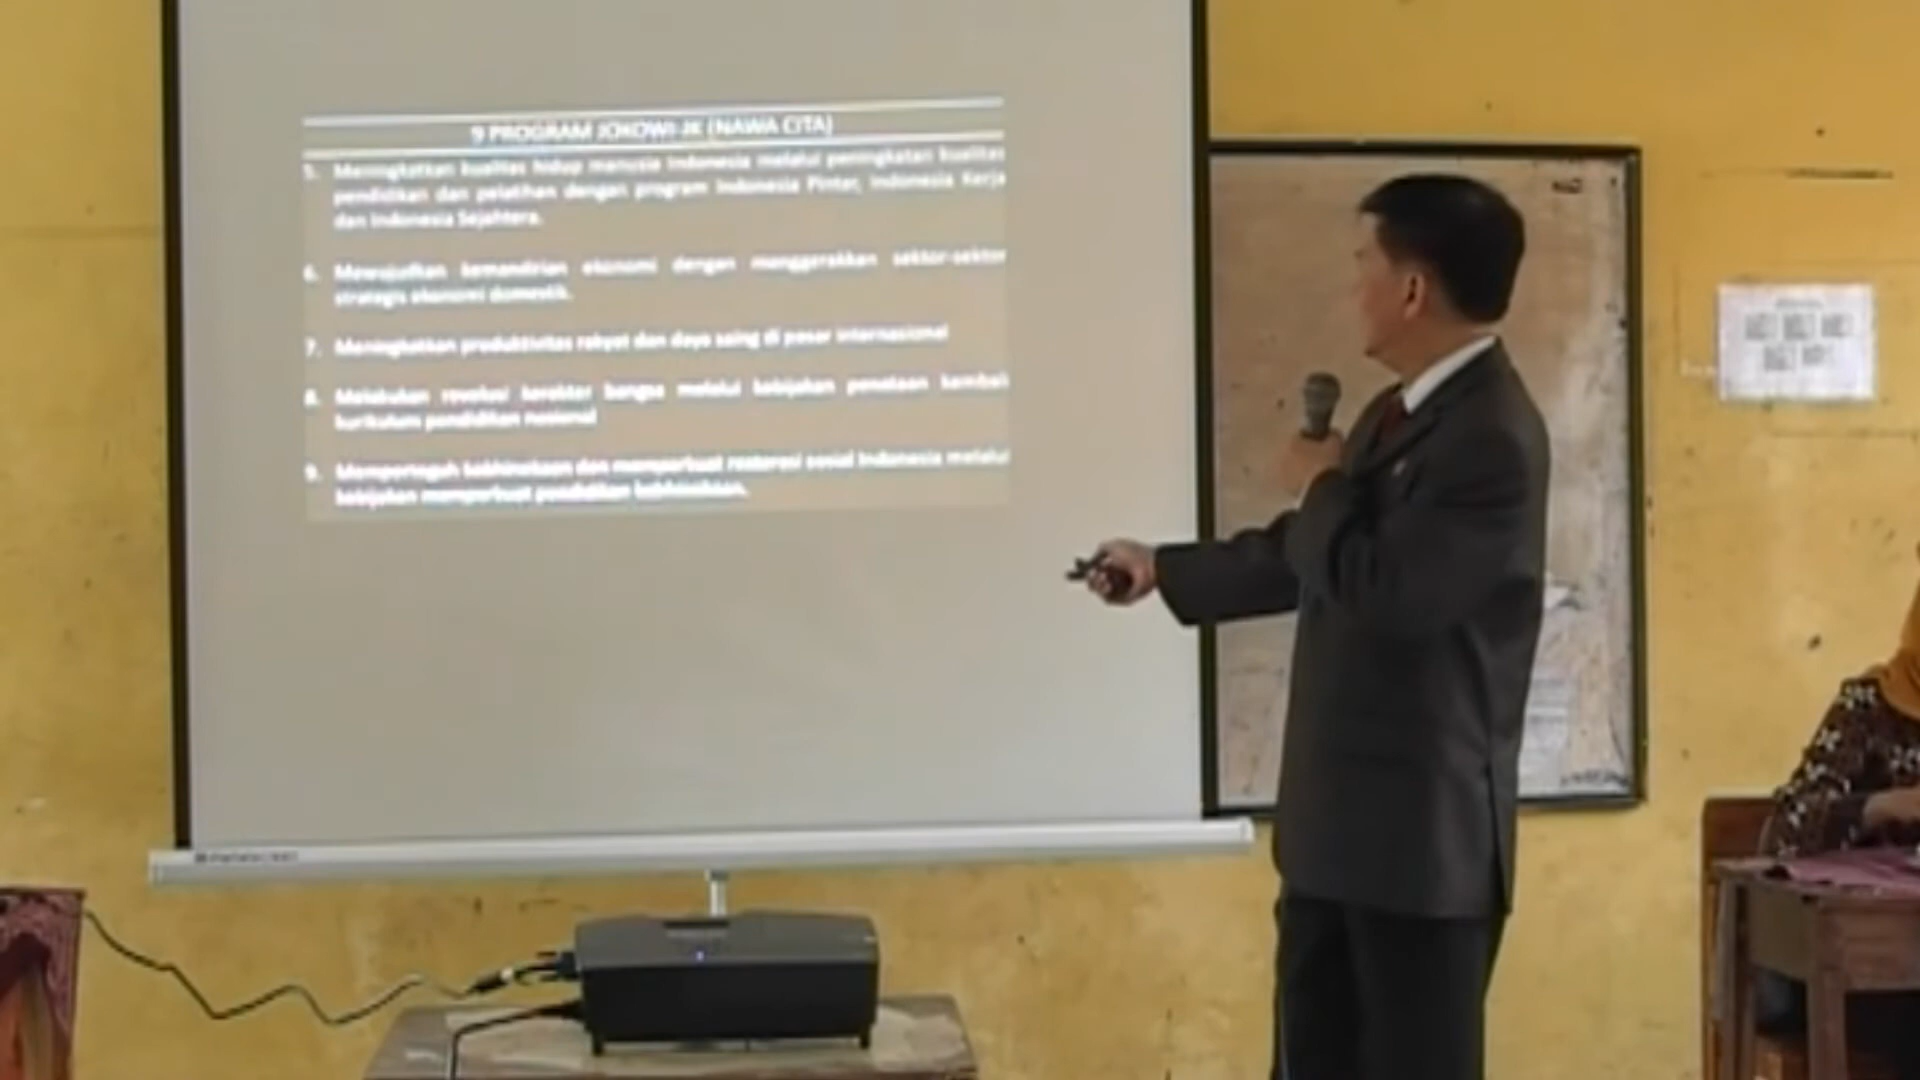 9 PROGRAM JOKOWI-JK (NAWA CITA)
5. Meningkatkan kualitas hidup manusia Indonesia melalui peningkatan kualitas
pendidikan dan pelatihan dengan program Indonesia Pintar, Indonesia Kerja
dan Indonesia Sejahtera.
6. Mewujudkan kemandirian ekonomi dengan menggerakkan sektor-sektor
strategis ekonomi domestik.
7. Meningkatkan produktivitas rakyat dan daya saing di pasar internasional
8. Melakukan revolusi karakter bangsa melalui kebijakan penataan kembali
kurikulum pendidikan nasional
9. Memperteguh kebhinekaan dan memperkuat restorasi sosial Indonesia melalui
kebijakan memperkuat pendidikan kebhinekaan.